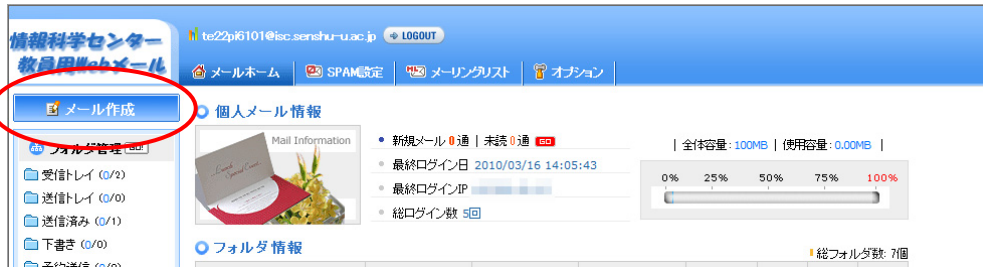 情報科学センター
教員用Webメール
te22pi6101@isc.senshu-u.ac.jp LOGOUT
メールホーム SPAM設定 メーリングリスト オプション
メール作成
個人メール情報
Mail Information
新規メール 0通 | 未読 0通 GO
最終ログイン日 2010/03/16 14:05:43
最終ログインIP
総ログイン数 5回
| 全体容量:100MB | 使用容量:0.00MB |
0% 25% 50% 75% 100%
フォルダ管理 GO!
受信トレイ (0/2)
送信トレイ (0/0)
送信済み (0/1)
下書き (0/0)
予約送信 (0/0)
フォルダ情報
総フォルダ数: 7個